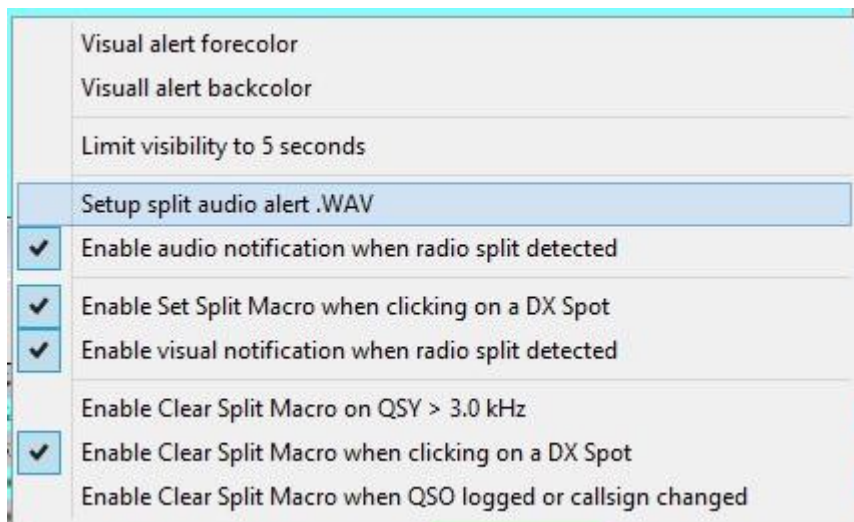 Visual alert forecolor
Visuall alert backcolor
Limit visibility to 5 seconds
Setup split audio alert .WAV
Enable audio notification when radio split detected
Enable Set Split Macro when clicking on a DX Spot
Enable visual notification when radio split detected
Enable Clear Split Macro on QSY > 3.0 kHz
Enable Clear Split Macro when clicking on a DX Spot
Enable Clear Split Macro when QSO logged or callsign changed